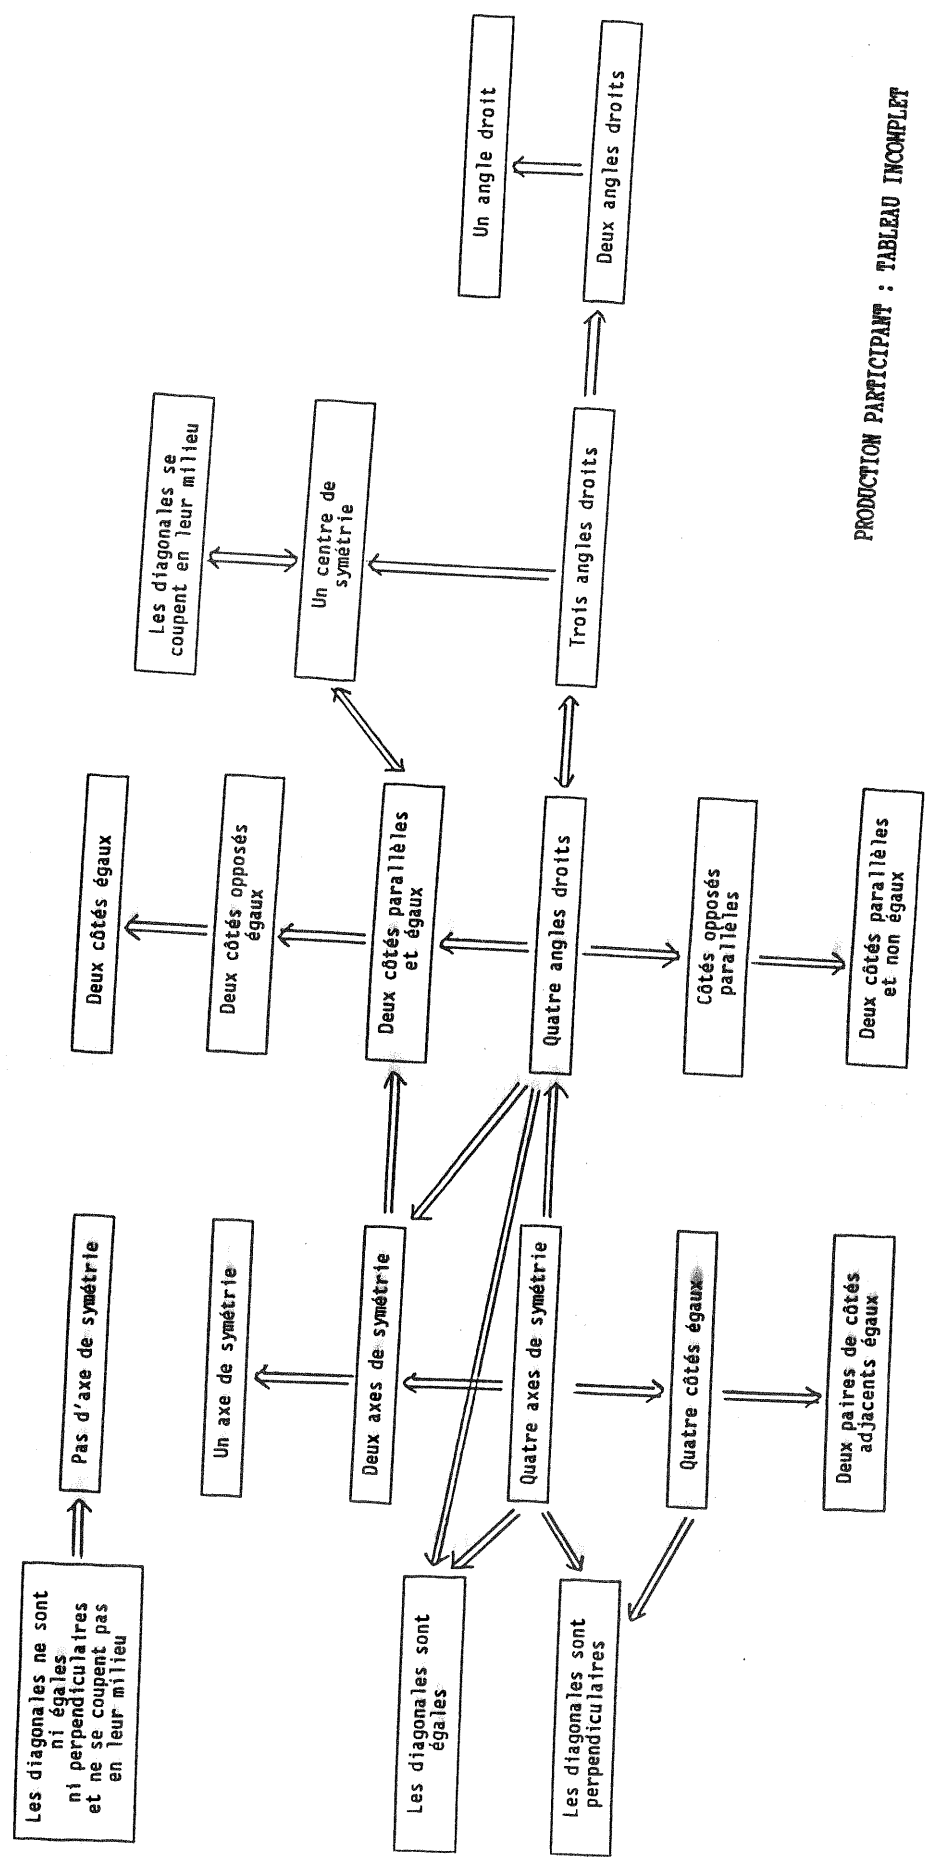 Les diagonales ne sont
ni égales
ni perpendiculaires
et ne se coupent pas
en leur milieu
Pas d'axe de symétrie
Deux côtés égaux
Les diagonales se
coupent en leur milieu
Un axe de symétrie
Deux côtés opposés
égaux
Un centre de
symétrie
Un angle droit
Les diagonales sont
égales
Deux axes de symétrie
Deux côtés parallèles
et égaux
Les diagonales sont
perpendiculaires
Quatre axes de symétrie
Quatre angles droits
Trois angles droits
Deux angles droits
Quatre côtés égaux
Côtés opposés
parallèles
Deux paires de côtés
adjacents égaux
Deux côtés parallèles
et non égaux
PRODUCTION PARTICIPANT : TABLEAU INCOMPLET